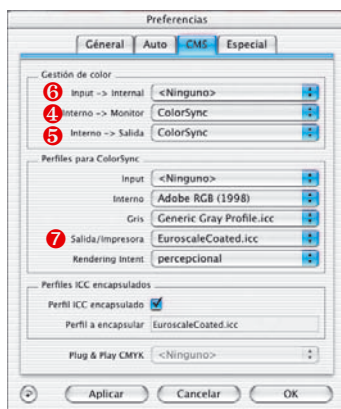 Preferencias
Géneral Auto CMS Especial
Gestión de color
6 Input -> Internal <Ninguno>
4 Interno -> Monitor ColorSync
5 Interno -> Salida ColorSync
Perfiles para ColorSync
Input <Ninguno>
Interno Adobe RGB (1998)
Gris Generic Gray Profile.icc
7 Salida/Impresora EuroscaleCoated.icc
Rendering Intent percepcional
Perfiles ICC encapsulados
Perfil ICC encapsulado
Perfil a encapsular EuroscaleCoated.icc
Plug & Play CMYK <Ninguno>
Aplicar Cancelar OK